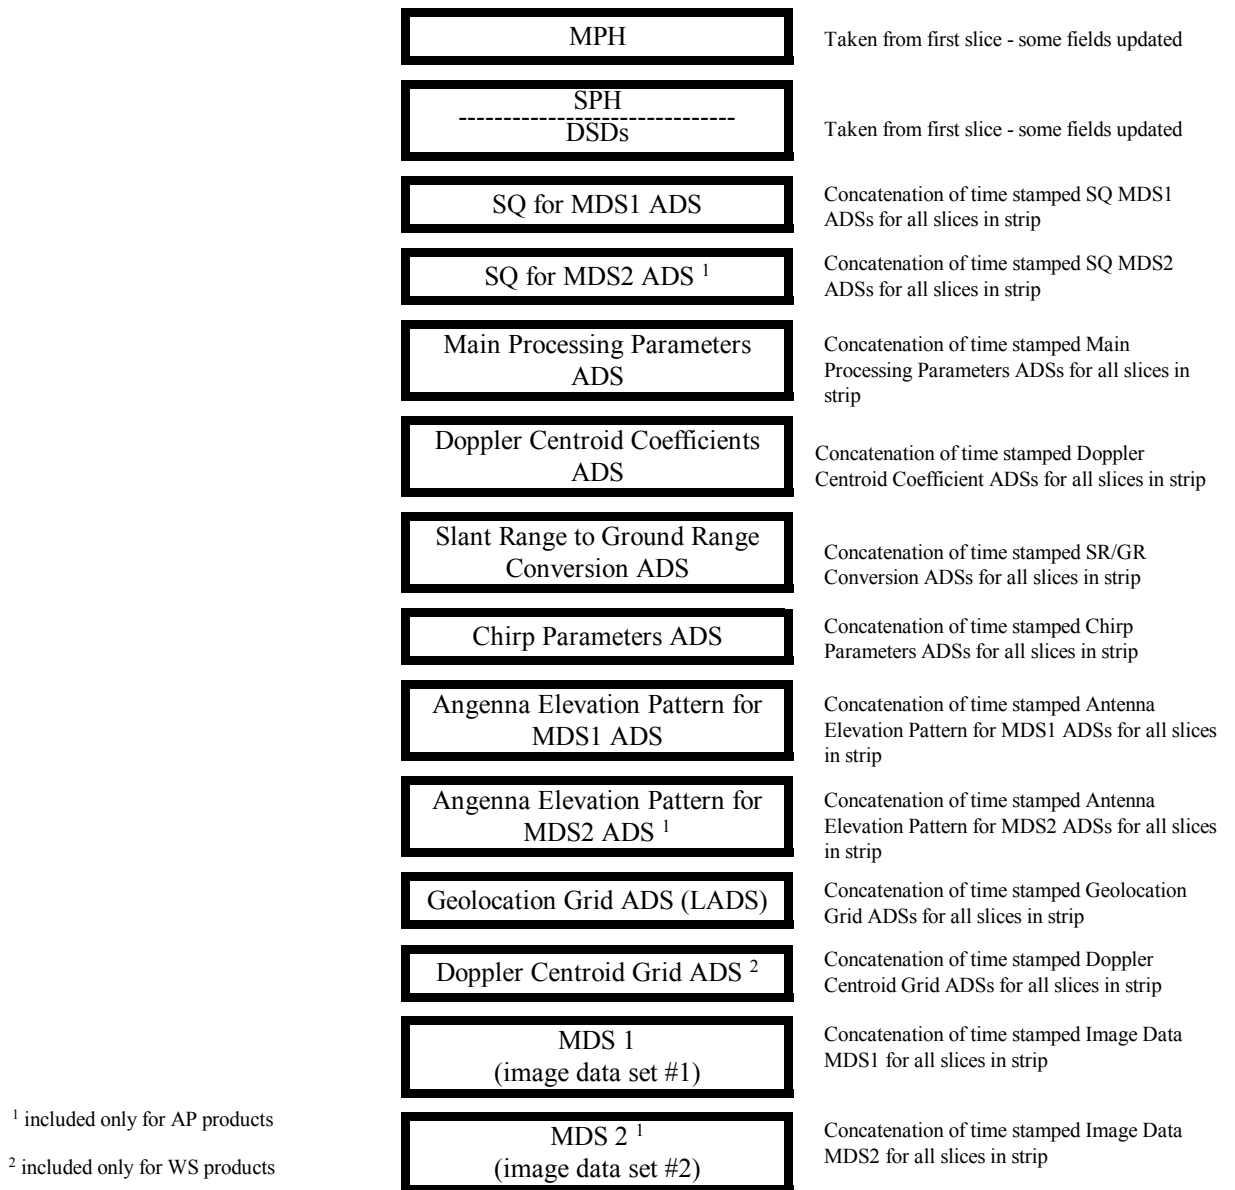 MPH
Taken from first slice - some fields updated
SPH
-------------------------------
DSDs
Taken from first slice - some fields updated
SQ for MDS1 ADS
Concatenation of time stamped SQ MDS1
ADSs for all slices in strip
SQ for MDS2 ADS 1
Concatenation of time stamped SQ MDS2
ADSs for all slices in strip
Main Processing Parameters
ADS
Concatenation of time stamped Main
Processing Parameters ADSs for all slices in
strip
Doppler Centroid Coefficients
ADS
Concatenation of time stamped Doppler
Centroid Coefficient ADSs for all slices in strip
Slant Range to Ground Range
Conversion ADS
Concatenation of time stamped SR/GR
Conversion ADSs for all slices in strip
Chirp Parameters ADS
Concatenation of time stamped Chirp
Parameters ADSs for all slices in strip
Angenna Elevation Pattern for
MDS1 ADS
Concatenation of time stamped Antenna
Elevation Pattern for MDS1 ADSs for all slices
in strip
Angenna Elevation Pattern for
MDS2 ADS 1
Concatenation of time stamped Antenna
Elevation Pattern for MDS2 ADSs for all slices
in strip
Geolocation Grid ADS (LADS)
Concatenation of time stamped Geolocation
Grid ADSs for all slices in strip
Doppler Centroid Grid ADS 2
Concatenation of time stamped Doppler
Centroid Grid ADSs for all slices in strip
MDS 1
(image data set #1)
Concatenation of time stamped Image Data
MDS1 for all slices in strip
MDS 2 1
(image data set #2)
Concatenation of time stamped Image Data
MDS2 for all slices in strip
1 included only for AP products
2 included only for WS products